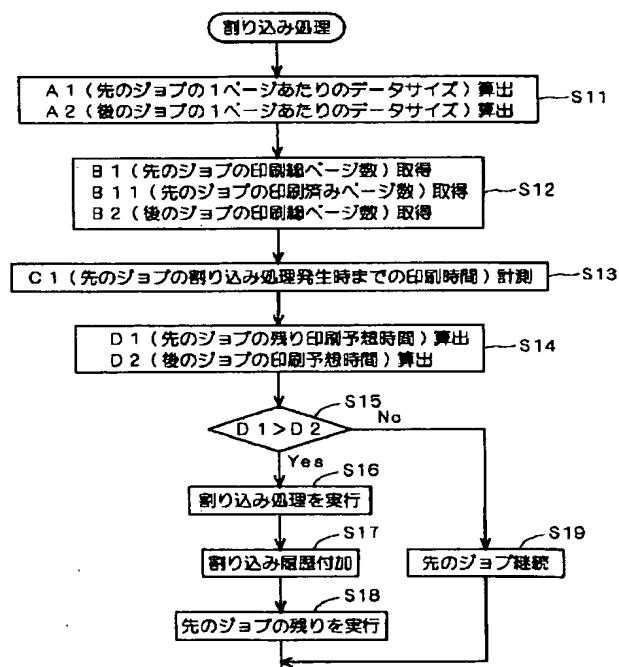 割り込み処理
A1(先のジョブの1ページあたりのデータサイズ)算出
A2(後のジョブの1ページあたりのデータサイズ)算出
S11
B1(先のジョブの印刷総ページ数)取得
B11(先のジョブの印刷済みページ数)取得
B2(後のジョブの印刷総ページ数)取得
S12
C1(先のジョブの割り込み処理発生時までの印刷時間)計測
S13
D1(先のジョブの残り印刷予想時間)算出
D2(後のジョブの印刷予想時間)算出
S14
S15
D1>D2
No
Yes
S16
割り込み処理を実行
S17
割り込み履歴付加
S19
先のジョブ継続
S18
先のジョブの残りを実行